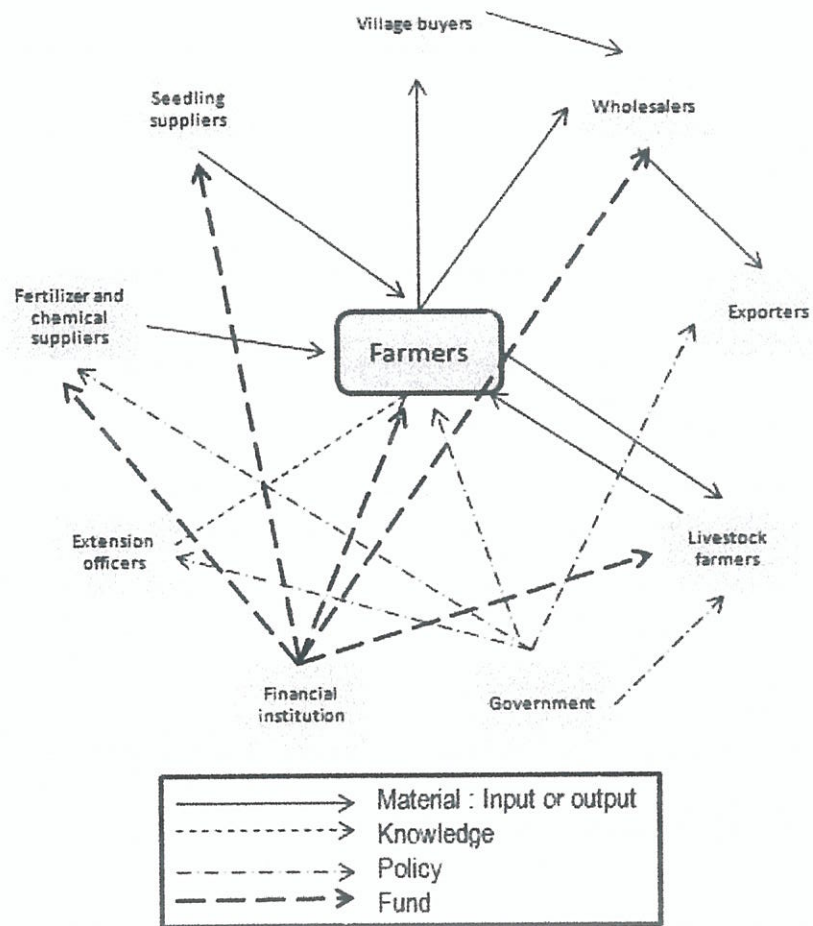 Village buyers
Seedling
suppliers
Wholesalers
Fertilizer and
chemical
suppliers
Farmers
Exporters
Extension
officers
Livestock
farmers
Financial
institution
Government
Material : Input or output
Knowledge
Policy
Fund